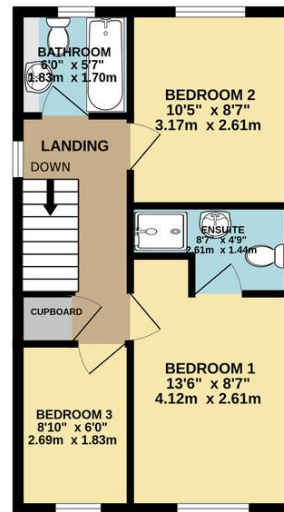 BATHROOM
6'0" x 5'7"
1.83m x 1.70m
BEDROOM 2
10'5" x 8'7"
3.17m x 2.61m
LANDING
DOWN
ENSUITE
8'7" x 4'9"
2.61m x 1.44m
CUPBOARD
BEDROOM 1
13'6" x 8'7"
4.12m x 2.61m
BEDROOM 3
8'10" x 6'0"
2.69m x 1.83m